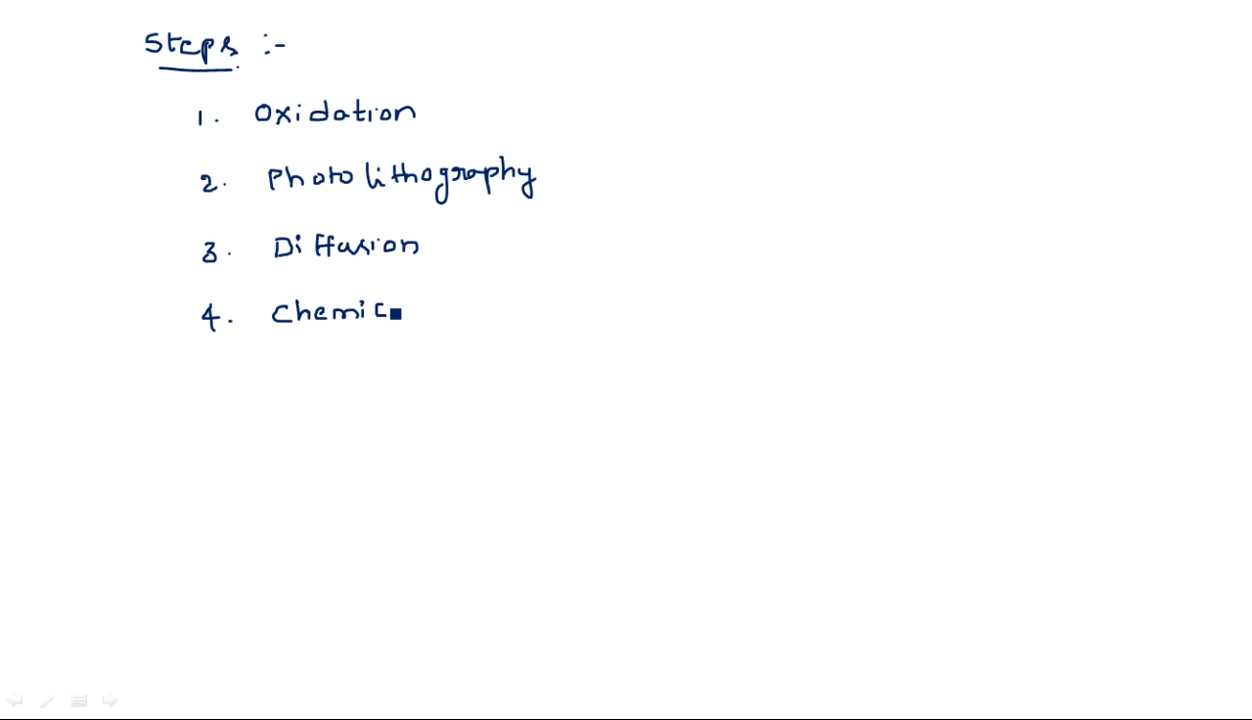 Steps :-
1. Oxidation
2. Photolithography
3. Diffusion
4. Chemic